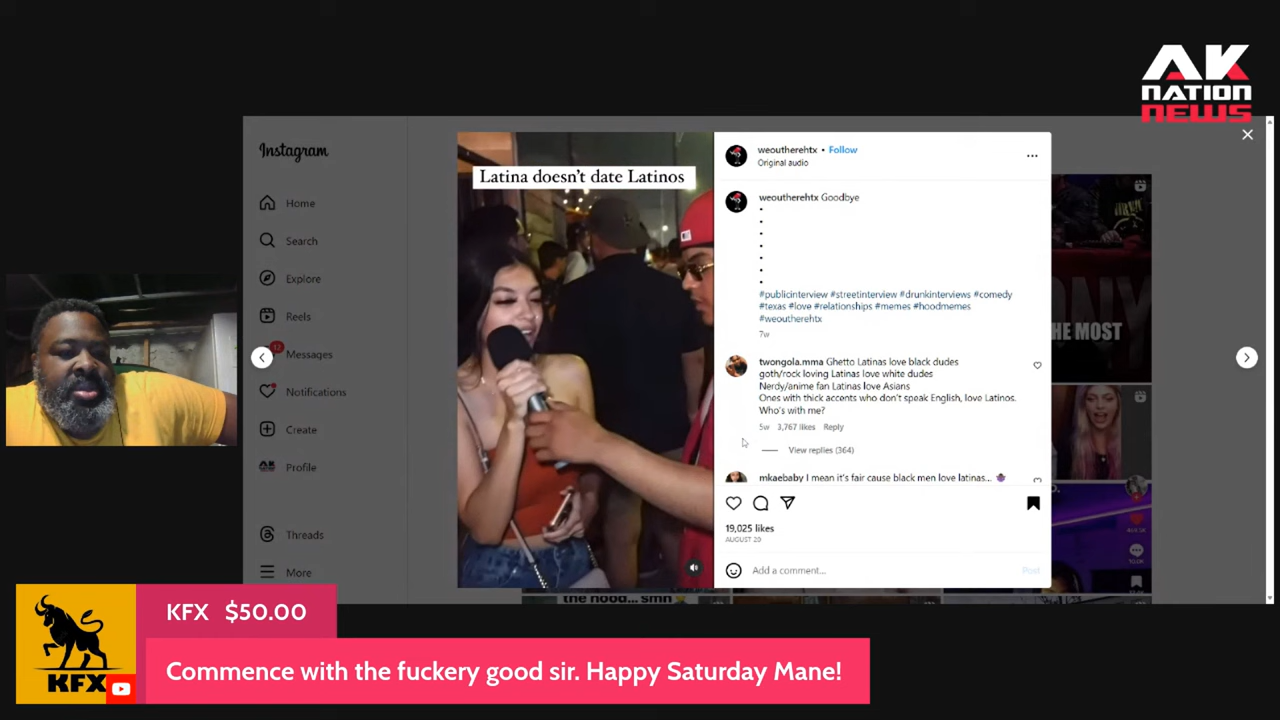 AK
NATION
NEWS
Instagram
Home
Search
Explore
Reels
Messages
Notifications
Create
Profile
Threads
More
Latina doesn't date Latinos
weoutherehtx • Follow
Original audio
weoutherehtx Goodbye
•
•
•
•
•
•
•
#publicinterview #streetinterview #drunkinterviews #comedy
#texas #love #relationships #memes #hoodmemes
#weoutherehtx
7w
twongola.mma Ghetto Latinas love black dudes
goth/rock loving Latinas love white dudes
Nerdy/anime fan Latinas love Asians
Ones with thick accents who don't speak English, love Latinos.
Who's with me?
5w 3,767 likes Reply
View replies (364)
mkaebaby I mean it's fair cause black men love latinas...
19,025 likes
Add a comment...
Post
HE MOST
the hood... smh
KFX $50.00
Commence with the fuckery good sir. Happy Saturday Mane!
KFX